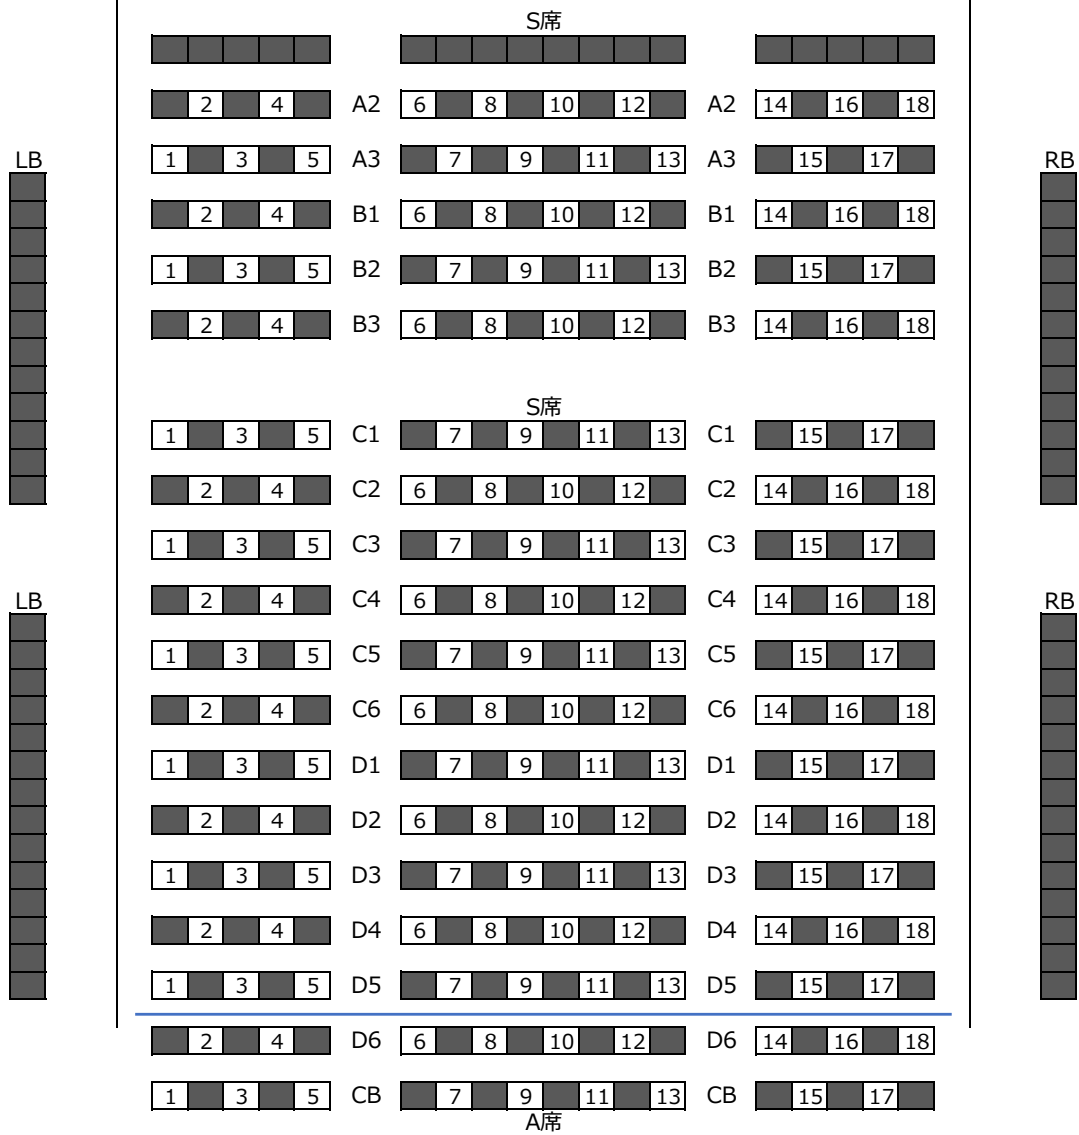 S席
2 4 A2 6 8 10 12 A2 14 16 18
LB 1 3 5 A3 7 9 11 13 A3 15 17 RB
2 4 B1 6 8 10 12 B1 14 16 18
1 3 5 B2 7 9 11 13 B2 15 17
2 4 B3 6 8 10 12 B3 14 16 18
S席
1 3 5 C1 7 9 11 13 C1 15 17
2 4 C2 6 8 10 12 C2 14 16 18
1 3 5 C3 7 9 11 13 C3 15 17
LB 2 4 C4 6 8 10 12 C4 14 16 18 RB
1 3 5 C5 7 9 11 13 C5 15 17
2 4 C6 6 8 10 12 C6 14 16 18
1 3 5 D1 7 9 11 13 D1 15 17
2 4 D2 6 8 10 12 D2 14 16 18
1 3 5 D3 7 9 11 13 D3 15 17
2 4 D4 6 8 10 12 D4 14 16 18
1 3 5 D5 7 9 11 13 D5 15 17
2 4 D6 6 8 10 12 D6 14 16 18
1 3 5 CB 7 9 11 13 CB 15 17
A席